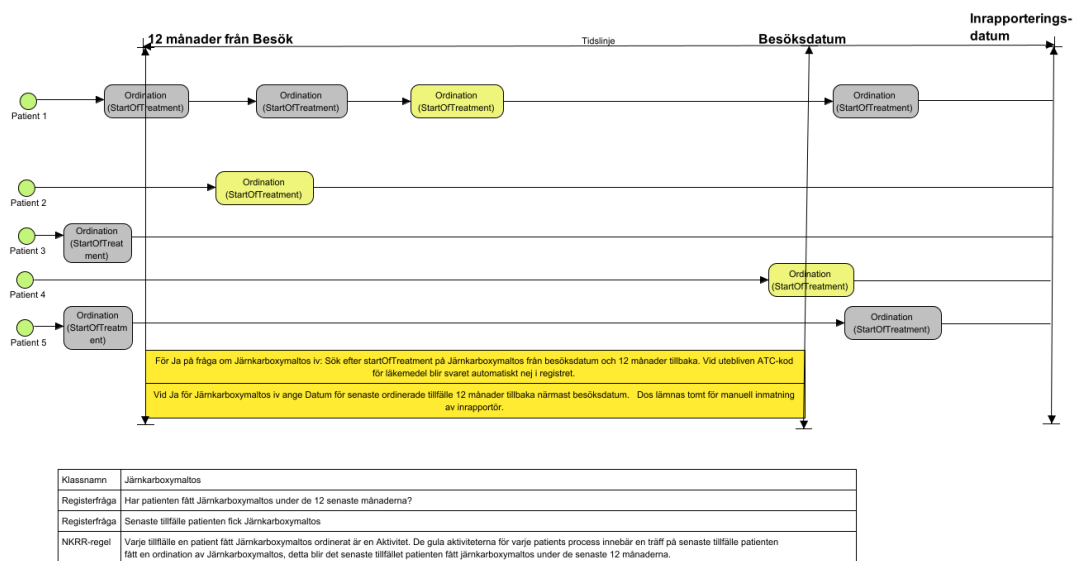 Inrapporterings-
datum
12 månader från Besök
Tidslinje
Besöksdatum
Ordination
(StartOfTreatment)
Ordination
(StartOfTreatment)
Ordination
(StartOfTreatment)
Ordination
(StartOfTreatment)
Patient 1
Ordination
(StartOfTreatment)
Patient 2
Ordination
(StartOfTreat
ment)
Patient 3
Ordination
(StartOfTreatment)
Patient 4
Ordination
(StartOfTreatm
ent)
Ordination
(StartOfTreatment)
Patient 5
För Ja på fråga om Järnkarboxymaltos iv: Sök efter startOfTreatment på Järnkarboxymaltos från besöksdatum och 12 månader tillbaka. Vid utebliven ATC-kod
för läkemedel blir svaret automatiskt nej i registret.
Vid Ja för Järnkarboxymaltos iv ange Datum för senaste ordinerade tillfälle 12 månader tillbaka närmast besöksdatum. Dos lämnas tomt för manuell inmatning
av inrapportör.
Klassnamn Järnkarboxymaltos
Registerfråga Har patienten fått Järnkarboxymaltos under de 12 senaste månaderna?
Registerfråga Senaste tillfälle patienten fick Järnkarboxymaltos
NKRR-regel Varje tillflälle en patient fått Järnkarboxymaltos ordinerat är en Aktivitet. De gula aktiviteterna för varje patients process innebär en träff på senaste tillfälle patienten
fått en ordination av Järnkarboxymaltos, detta blir det senaste tillfället patienten fått järnkarboxymaltos under de senaste 12 månaderna.